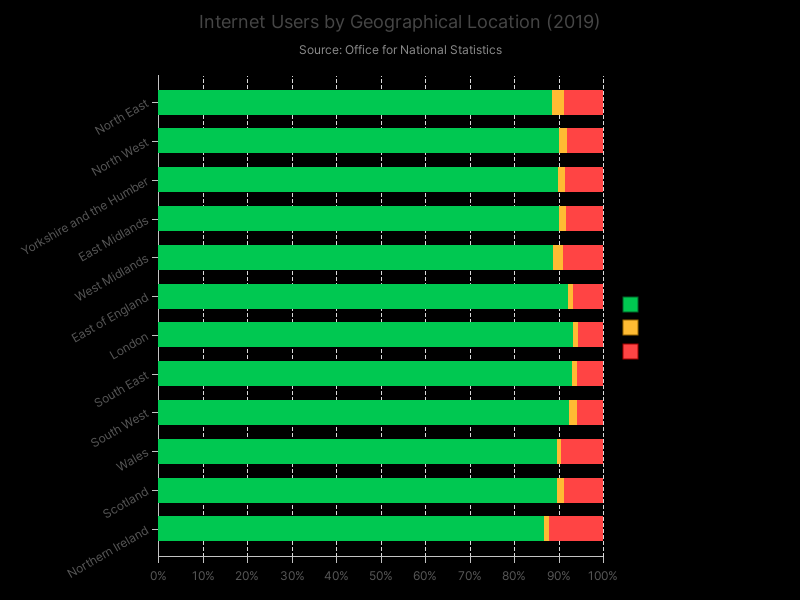 Internet Users by Geographical Location (2019)
Source: Office for National Statistics
North East
North West
Yorkshire and the Humber
East Midlands
West Midlands
East of England
London
South East
South West
Wales
Scotland
Northern Ireland
0% 10% 20% 30% 40% 50% 60% 70% 80% 90% 100%